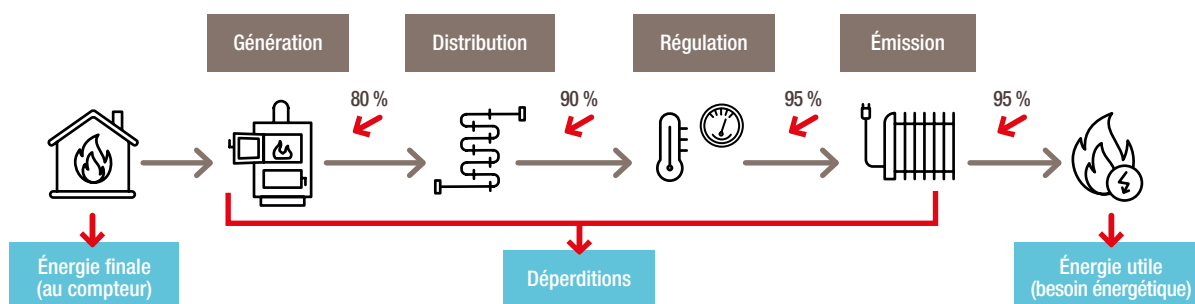 Génération
Distribution
Régulation
Émission
80 %
90 %
95 %
95 %
Énergie finale
(au compteur)
Déperditions
Énergie utile
(besoin énergétique)